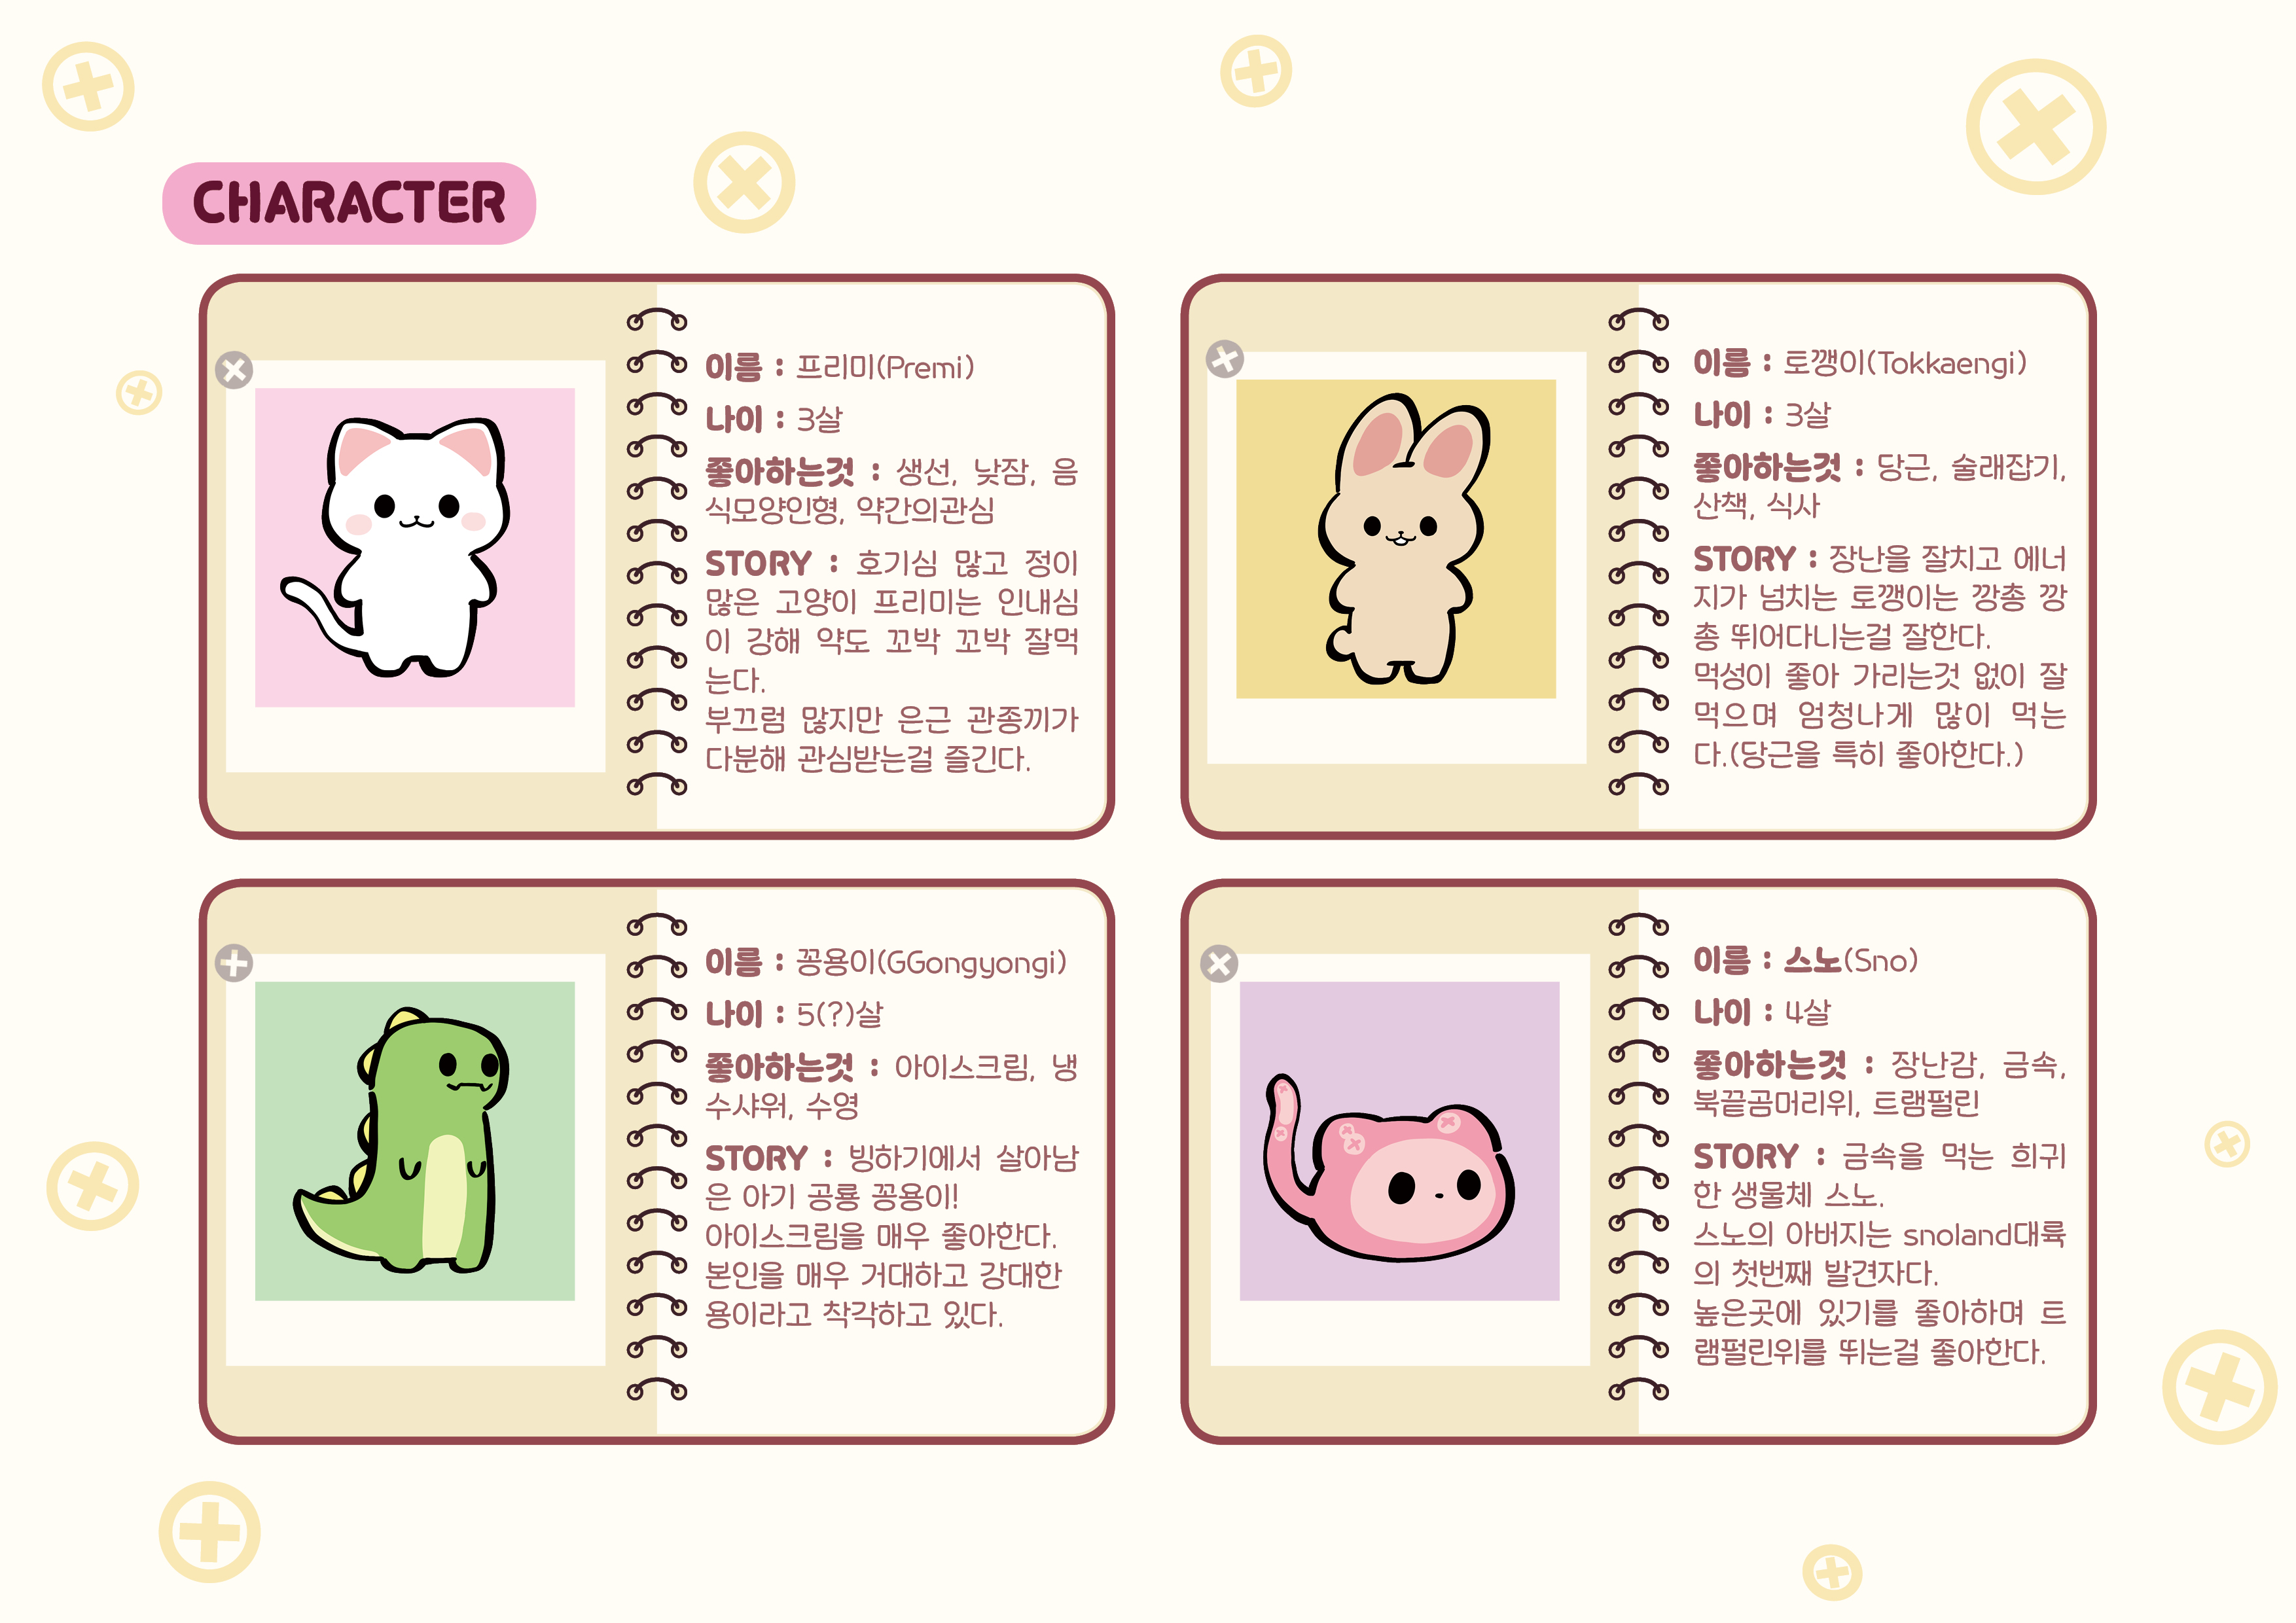 CHARACTER
이름 : 프리미(Premi)
나이 : 3살
좋아하는것 : 생선, 낮잠, 음
식모양인형, 약간의관심
STORY : 호기심 많고 정이
많은 고양이 프리미는 인내심
이 강해 약도 꼬박 꼬박 잘먹
는다.
부끄럼 많지만 은근 관종끼가
다분해 관심받는걸 즐긴다.
이름 : 토깽이(Tokkaengi)
나이 : 3살
좋아하는것 : 당근, 술래잡기,
산책, 식사
STORY : 장난을 잘치고 에너
지가 넘치는 토깽이는 깡총 깡
총 뛰어다니는걸 잘한다.
먹성이 좋아 가리는것 없이 잘
먹으며 엄청나게 많이 먹는
다.(당근을 특히 좋아한다.)
이름 : 꽁용이(GGongyongi)
나이 : 5(?)살
좋아하는것 : 아이스크림, 냉
수샤워, 수영
STORY : 빙하기에서 살아남
은 아기 공룡 꽁용이!
아이스크림을 매우 좋아한다.
본인을 매우 거대하고 강대한
용이라고 착각하고 있다.
이름 : 스노(Sno)
나이 : 4살
좋아하는것 : 장난감, 금속,
북끝곰머리위, 트램펄린
STORY : 금속을 먹는 희귀
한 생물체 스노.
스노의 아버지는 snoland대륙
의 첫번째 발견자다.
높은곳에 있기를 좋아하며 트
램펄린위를 뛰는걸 좋아한다.